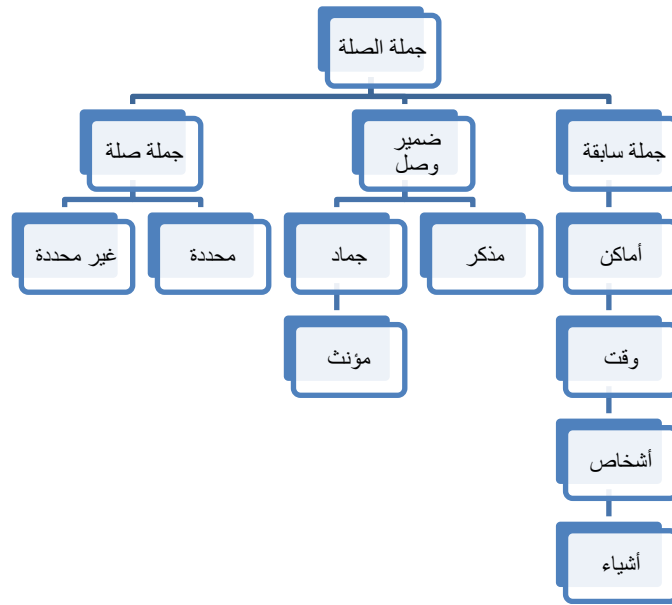 جملة الصلة
جملة سابقة
ضمير
وصل
جملة صلة
أماكن
مذكر
جماد
محددة
غير محددة
وقت
مؤنث
أشخاص
أشياء